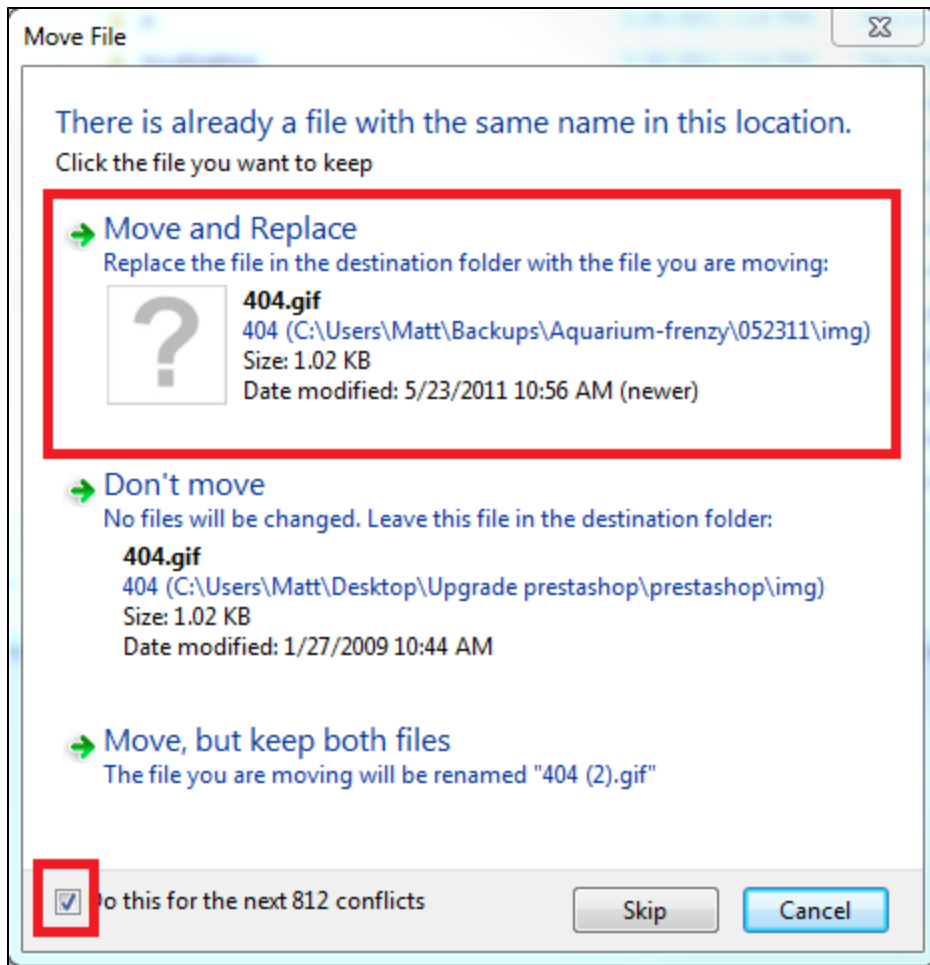 Move File
There is already a file with the same name in this location.
Click the file you want to keep
Move and Replace
Replace the file in the destination folder with the file you are moving:
404.gif
404 (C:\Users\Matt\Backups\Aquarium-frenzy\052311\img)
Size: 1.02 KB
Date modified: 5/23/2011 10:56 AM (newer)
Don't move
No files will be changed. Leave this file in the destination folder:
404.gif
404 (C:\Users\Matt\Desktop\Upgrade prestashop\prestashop\img)
Size: 1.02 KB
Date modified: 1/27/2009 10:44 AM
Move, but keep both files
The file you are moving will be renamed "404 (2).gif"
Do this for the next 812 conflicts
Skip
Cancel